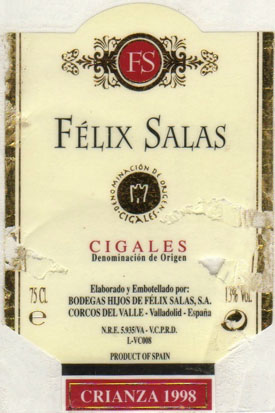 FS
FÉLIX SALAS
DENOMINACIÓN DE ORIGEN
CIGALES
CIGALES
Denominación de Origen
75 Cl.
13% VOL.
e
Elaborado y Embotellado por:
BODEGAS HIJOS DE FÉLIX SALAS, S.A.
CORCOS DEL VALLE - Valladolid - España
N.R.E. 5.935/VA - V.C.P.R.D.
L-VC008
PRODUCT OF SPAIN
CRIANZA 1998